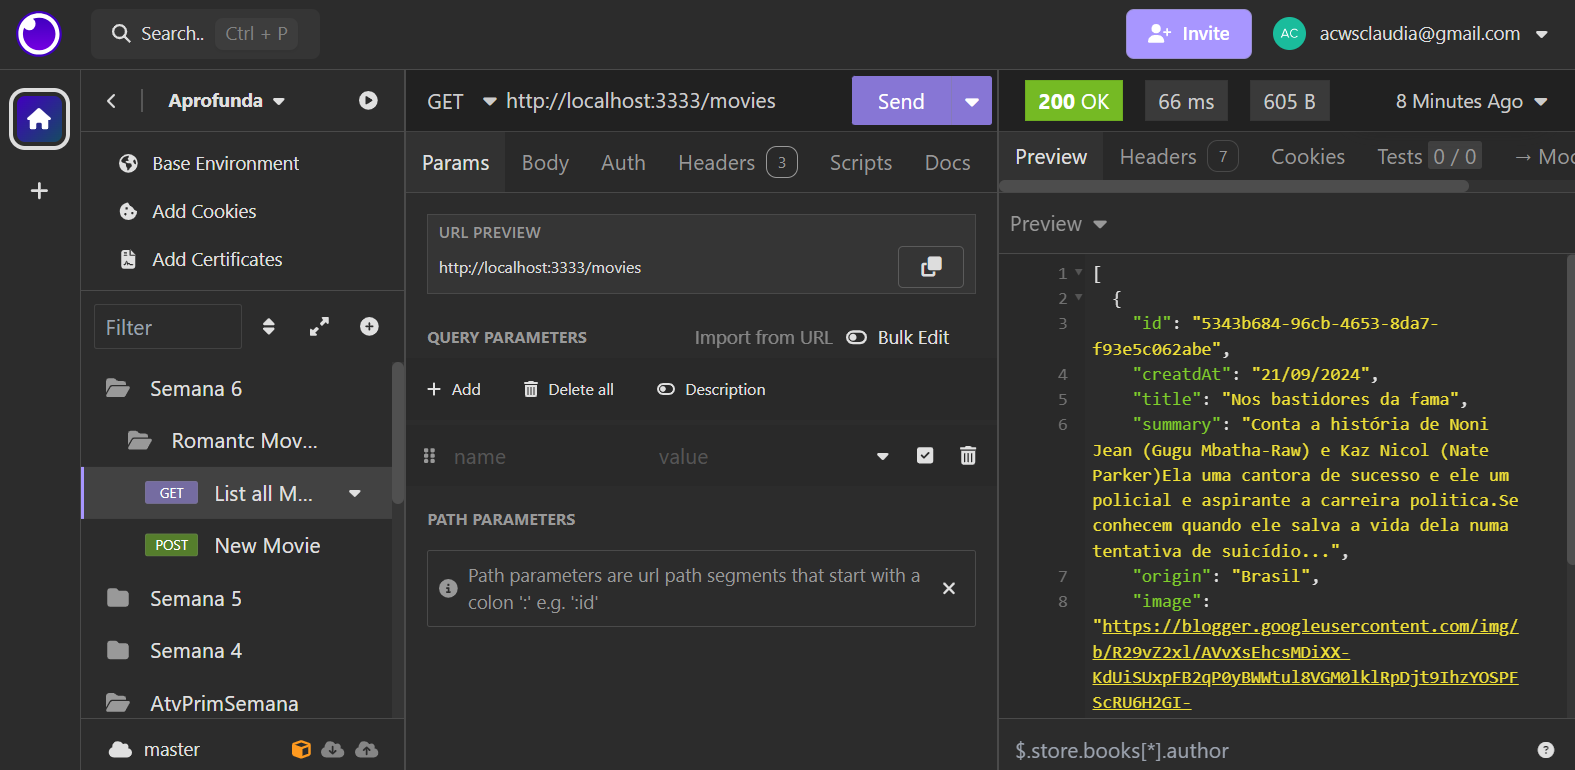 Search.. Ctrl + P
Invite
AC acwsclaudia@gmail.com
Aprofunda
Base Environment
Add Cookies
Add Certificates
Filter
Semana 6
Romantc Mov...
GET List all M...
POST New Movie
Semana 5
Semana 4
AtvPrimSemana
master
GET http://localhost:3333/movies Send
Params Body Auth Headers 3 Scripts Docs
URL PREVIEW
http://localhost:3333/movies
QUERY PARAMETERS Import from URL Bulk Edit
+ Add Delete all Description
name value
PATH PARAMETERS
Path parameters are url path segments that start with a
colon ':' e.g. ':id'
200 OK 66 ms 605 B 8 Minutes Ago
Preview Headers 7 Cookies Tests 0 / 0 → Moc
Preview
1 [
2 {
3 "id": "5343b684-96cb-4653-8da7-
f93e5c062abe",
4 "creatdAt": "21/09/2024",
5 "title": "Nos bastidores da fama",
6 "summary": "Conta a história de Noni
Jean (Gugu Mbatha-Raw) e Kaz Nicol (Nate
Parker)Ela uma cantora de sucesso e ele um
policial e aspirante a carreira politica.Se
conhecem quando ele salva a vida dela numa
tentativa de suicídio...",
7 "origin": "Brasil",
8 "image":
"https://blogger.googleusercontent.com/img/
b/R29vZ2xl/AVvXsEhcsMDiXX-
KdUiSUxpFB2qP0yBWWtul8VGM0lklRpDjt9IhzYOSPF
ScRU6H2GI-
$.store.books[*].author